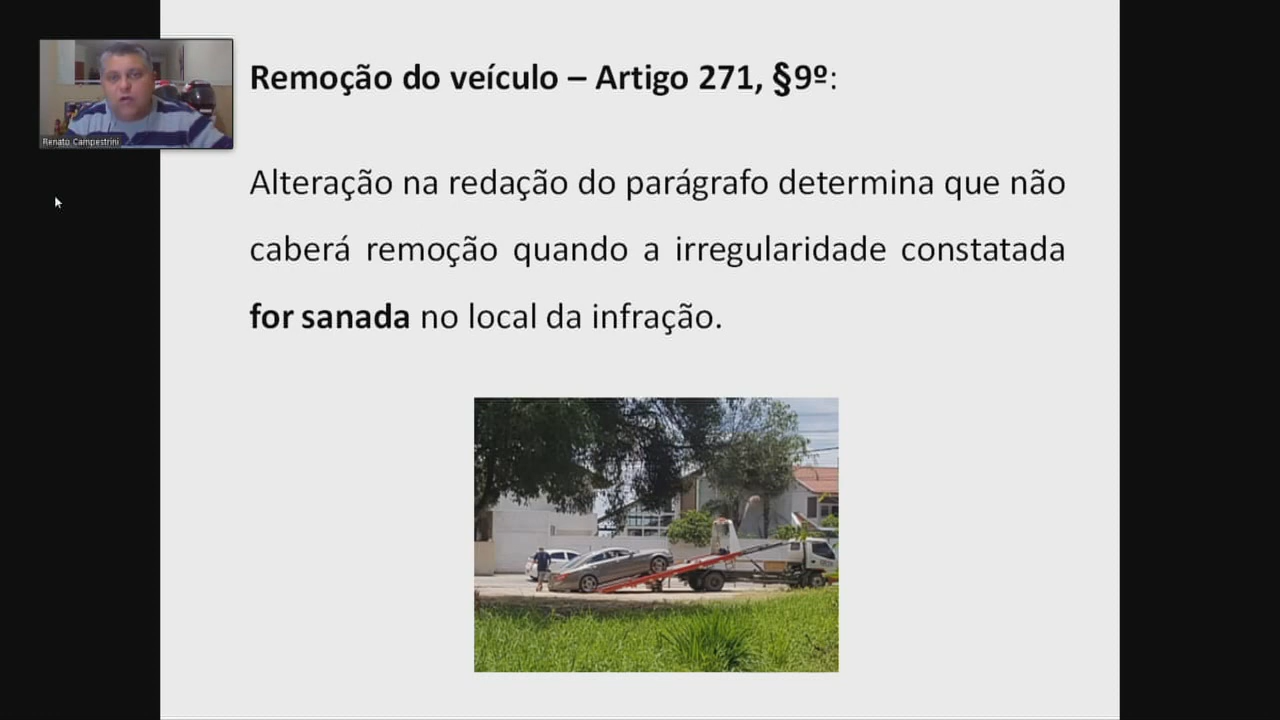 Renato Campestrini
Remoção do veículo – Artigo 271, §9º:
Alteração na redação do parágrafo determina que não
caberá remoção quando a irregularidade constatada
for sanada no local da infração.